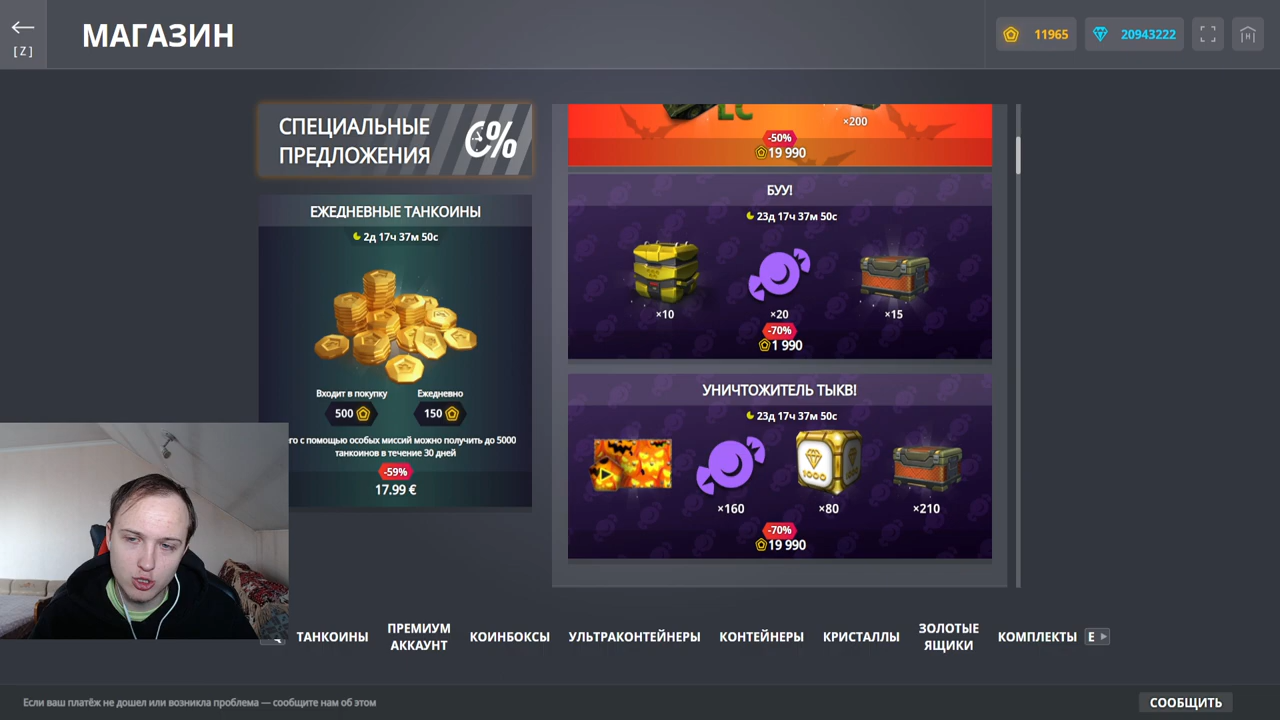 [Z]
МАГАЗИН
11965
20943222
СПЕЦИАЛЬНЫЕ
ПРЕДЛОЖЕНИЯ
%
ЕЖЕДНЕВНЫЕ ТАНКОИНЫ
2д 17ч 37м 50с
Входит в покупку
Ежедневно
500
150
го с помощью особых миссий можно получить до 5000
танкоинов в течение 30 дней
-59%
17.99 €
LC
×200
-50%
19 990
БУУ!
23д 17ч 37м 50с
×10
×20
×15
-70%
1 990
УНИЧТОЖИТЕЛЬ ТЫКВ!
23д 17ч 37м 50с
1000
×160
×80
×210
-70%
19 990
ТАНКОИНЫ
ПРЕМИУМ
АККАУНТ
КОИНБОКСЫ
УЛЬТРАКОНТЕЙНЕРЫ
КОНТЕЙНЕРЫ
КРИСТАЛЛЫ
ЗОЛОТЫЕ
ЯЩИКИ
КОМПЛЕКТЫ
E
Если ваш платёж не дошел или возникла проблема — сообщите нам об этом
СООБЩИТЬ